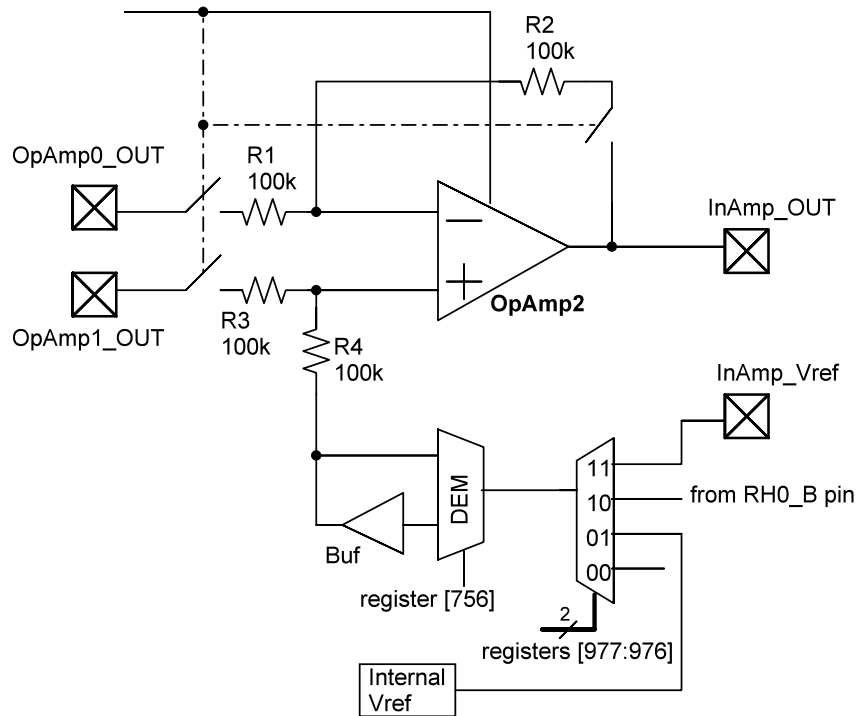 R2
100k
OpAmp0_OUT
R1
100k
InAmp_OUT
OpAmp1_OUT
R3
100k
OpAmp2
R4
100k
InAmp_Vref
11
10
01
00
from RH0_B pin
DEM
Buf
register [756]
2
registers [977:976]
Internal
Vref